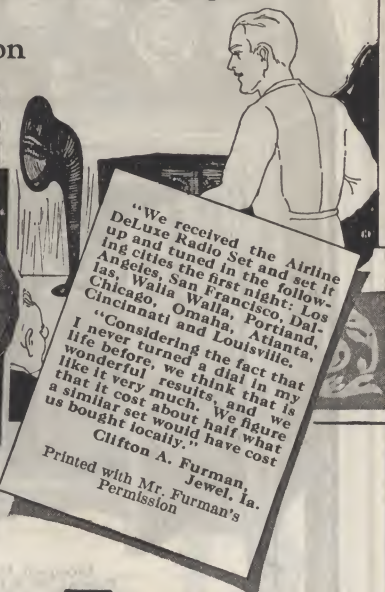 on
“We received the Airline
DeLuxe Radio Set and set it
up and tuned in the follow-
ing cities the first night: Los
Angeles, San Francisco, Dal-
las, Walla Walla, Portland,
Chicago, Omaha, Atlanta,
Cincinnati and Louisville.
“Considering the fact that
I never turned a dial in my
life before, we think that is
wonderful results, and we
like it very much. We figure
that it cost about half what
a similiar set would have cost
us bought locally.”
Clifton A. Furman,
Jewel, Ia.
Printed with Mr. Furman’s
Permission